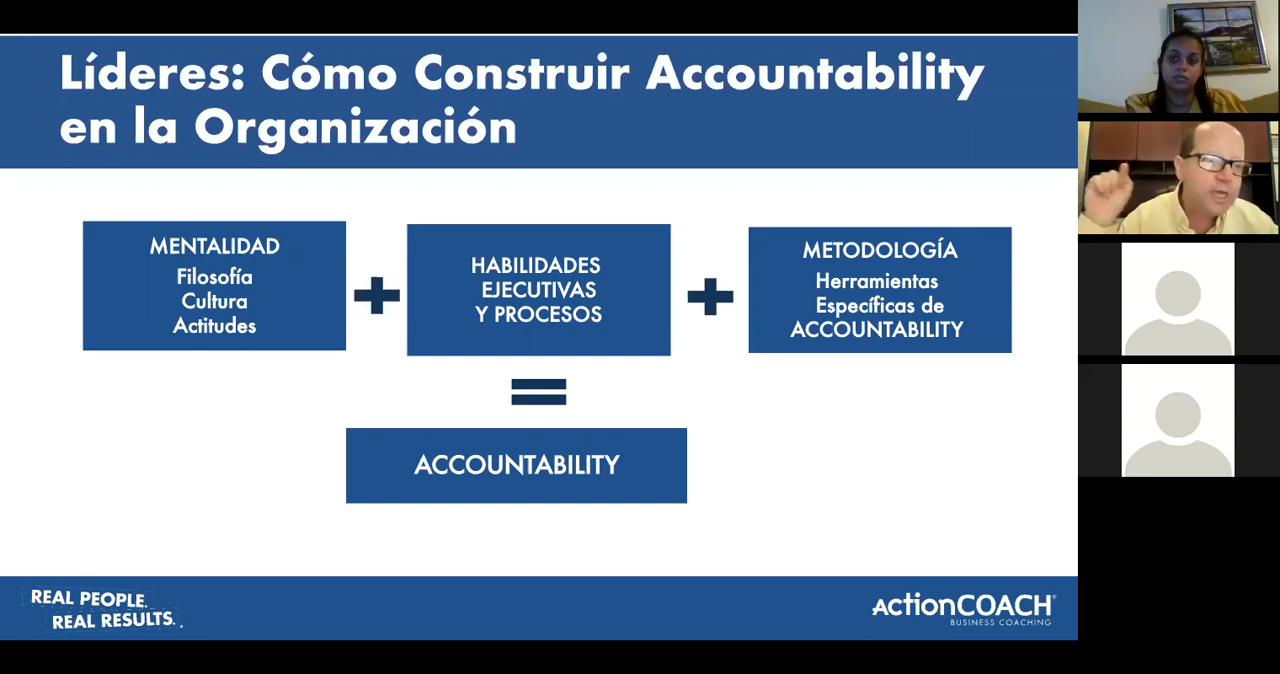 Líderes: Cómo Construir Accountability
en la Organización
MENTALIDAD
Filosofía
Cultura
Actitudes
HABILIDADES
EJECUTIVAS
Y PROCESOS
METODOLOGÍA
Herramientas
Específicas de
ACCOUNTABILITY
ACCOUNTABILITY
REAL PEOPLE.
REAL RESULTS.
ActionCOACH®
BUSINESS COACHING